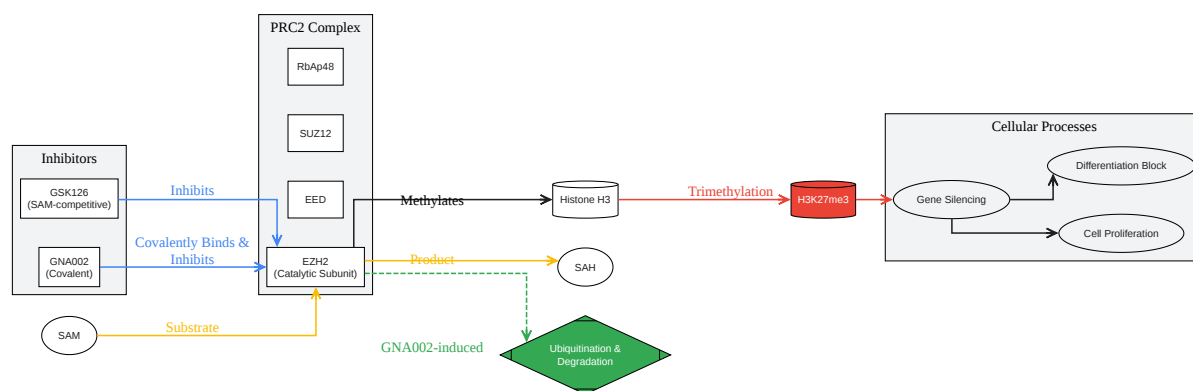 PRC2 Complex
RbAp48
SUZ12
EED
EZH2
(Catalytic Subunit)
Inhibitors
GSK126
(SAM-competitive)
GNA002
(Covalent)
Inhibits
Covalently Binds &
Inhibits
SAM
Substrate
Methylates
Product
GNA002-induced
Histone H3
SAH
Ubiquitination &
Degradation
Trimethylation
H3K27me3
Cellular Processes
Gene Silencing
Differentiation Block
Cell Proliferation